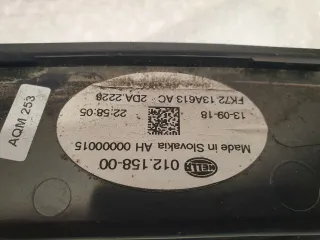 FK72 13A613 AC 2DA.2228
13-09-18 22:58:05
Made in Slovakia AH 00000015
012.158-00
HELLA
AQM 253